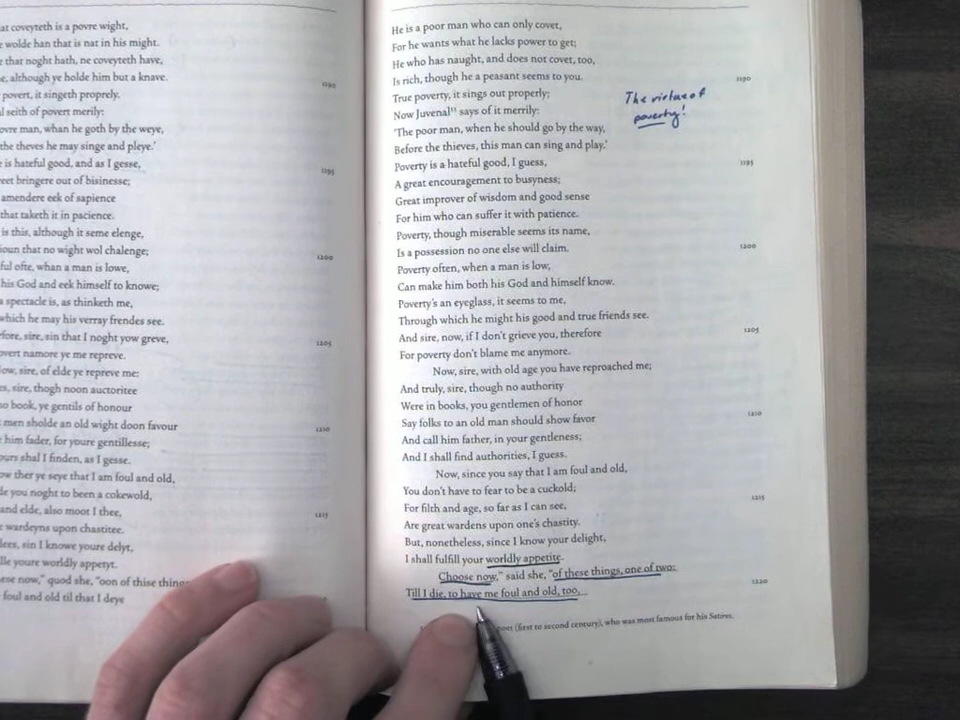 at coveyteth is a povre wight,
wolde han that is nat in his might.
that noght hath, ne coveyteth have,
, although ye holde him but a knave.
1190
povert, it singeth proprely.
seith of povert merily:
ovre man, whan he goth by the weye,
the theves he may singe and pleye.'
is hateful good, and as I gesse,
1195
eet bringere out of bisinesse;
amendere eek of sapience
that taketh it in pacience.
is this, although it seme elenge,
ioun that no wight wol chalenge;
1200
ful ofte, whan a man is lowe,
his God and eek himself to knowe;
a spectacle is, as thinketh me,
which he may his verray frendes see.
fore, sire, sin that I noght yow greve,
1205
overt namore ye me repreve.
ow, sire, of elde ye repreve me:
es, sire, thogh noon auctoritee
no book, ye gentils of honour
men sholde an old wight doon favour
1210
him fader, for youre gentillesse;
ours shal I finden, as I gesse.
ow ther ye seye that I am foul and old,
de you noght to been a cokewold,
and elde, also moot I thee,
1215
wardeyns upon chastitee.
lees, sin I knowe youre delyt,
lle youre worldly appetyt.
ese now," quod she, "oon of thise thing
foul and old til that I deye
He is a poor man who can only covet,
For he wants what he lacks power to get;
He who has naught, and does not covet, too,
Is rich, though he a peasant seems to you.
1190
True poverty, it sings out properly;
Now Juvenal¹¹ says of it merrily:
'The poor man, when he should go by the way,
Before the thieves, this man can sing and play.'
Poverty is a hateful good, I guess,
1195
A great encouragement to busyness;
Great improver of wisdom and good sense
For him who can suffer it with patience.
Poverty, though miserable seems its name,
Is a possession no one else will claim.
1200
Poverty often, when a man is low,
Can make him both his God and himself know.
Poverty's an eyeglass, it seems to me,
Through which he might his good and true friends see.
And sire, now, if I don't grieve you, therefore
1205
For poverty don't blame me anymore.
Now, sire, with old age you have reproached me;
And truly, sire, though no authority
Were in books, you gentlemen of honor
Say folks to an old man should show favor
1210
And call him father, in your gentleness;
And I shall find authorities, I guess.
Now, since you say that I am foul and old,
You don't have to fear to be a cuckold;
For filth and age, so far as I can see,
1215
Are great wardens upon one's chastity.
But, nonetheless, since I know your delight,
I shall fulfill your worldly appetite.
Choose now," said she, "of these things, one of two:
Till I die, to have me foul and old, too,
1220
poet (first to second century), who was most famous for his Satires.
The virtue of
poverty!